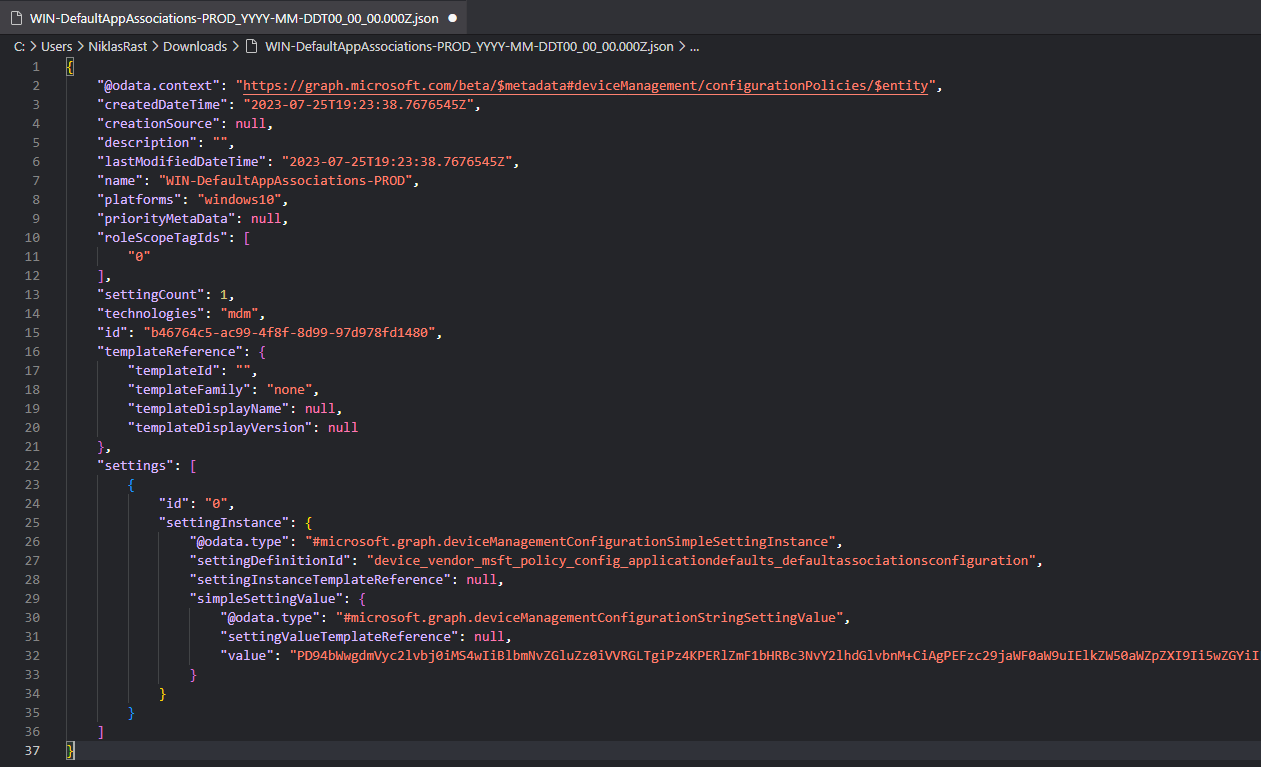 WIN-DefaultAppAssociations-PROD_YYYY-MM-DDT00_00_00.000Z.json ●
C: > Users > NiklasRast > Downloads > WIN-DefaultAppAssociations-PROD_YYYY-MM-DDT00_00_00.000Z.json > ...
1 {
2 "@odata.context": "https://graph.microsoft.com/beta/$metadata#deviceManagement/configurationPolicies/$entity",
3 "createdDateTime": "2023-07-25T19:23:38.7676545Z",
4 "creationSource": null,
5 "description": "",
6 "lastModifiedDateTime": "2023-07-25T19:23:38.7676545Z",
7 "name": "WIN-DefaultAppAssociations-PROD",
8 "platforms": "windows10",
9 "priorityMetaData": null,
10 "roleScopeTagIds": [
11 "0"
12 ],
13 "settingCount": 1,
14 "technologies": "mdm",
15 "id": "b46764c5-ac99-4f8f-8d99-97d978fd1480",
16 "templateReference": {
17 "templateId": "",
18 "templateFamily": "none",
19 "templateDisplayName": null,
20 "templateDisplayVersion": null
21 },
22 "settings": [
23 {
24 "id": "0",
25 "settingInstance": {
26 "@odata.type": "#microsoft.graph.deviceManagementConfigurationSimpleSettingInstance",
27 "settingDefinitionId": "device_vendor_msft_policy_config_applicationdefaults_defaultassociationsconfiguration",
28 "settingInstanceTemplateReference": null,
29 "simpleSettingValue": {
30 "@odata.type": "#microsoft.graph.deviceManagementConfigurationStringSettingValue",
31 "settingValueTemplateReference": null,
32 "value": "PD94bWwgdmVyc2lvbj0iMS4wIiBlbmNvZGluZz0iVVRGLTgiPz4KPERlZmF1bHRBc3NvY2lhdGlvbnM+CiAgPEFzc29jaWF0aW9uIElkZW50aWZpZXI9Ii5wZGYiI
33 }
34 }
35 }
36 ]
37 }